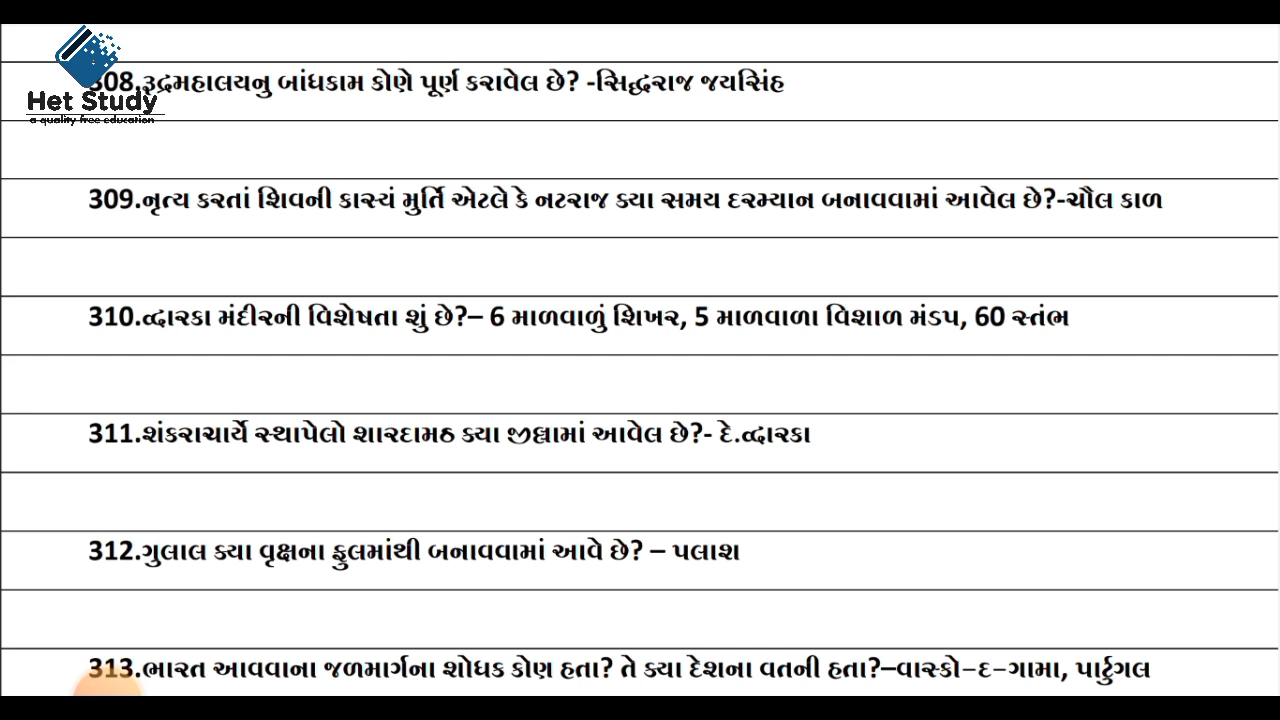 308.રૂદ્રમહાલયનુ બાંધકામ કોણે પૂર્ણ કરાવેલ છે? -સિદ્ધરાજ જયસિંહ
Het Study
a quality free education
309.નૃત્ય કરતાં શિવની કાસ્યં મુર્તિ એટલે કે નટરાજ ક્યા સમય દરમ્યાન બનાવવામાં આવેલ છે?-ચૌલ કાળ
310.વ્દારકા મંદીરની વિશેષતા શું છે?– 6 માળવાળું શિખર, 5 માળવાળા વિશાળ મંડપ, 60 સ્તંભ
311.શંકરાચાર્યે સ્થાપેલો શારદામઠ ક્યા જીલ્લામાં આવેલ છે?- દે.વ્દારકા
312.ગુલાલ ક્યા વૃક્ષના ફુલમાંથી બનાવવામાં આવે છે? – પલાશ
313.ભારત આવવાના જળમાર્ગના શોધક કોણ હતા? તે ક્યા દેશના વતની હતા?–વાસ્કો–દ–ગામા, પાર્ટુગલ